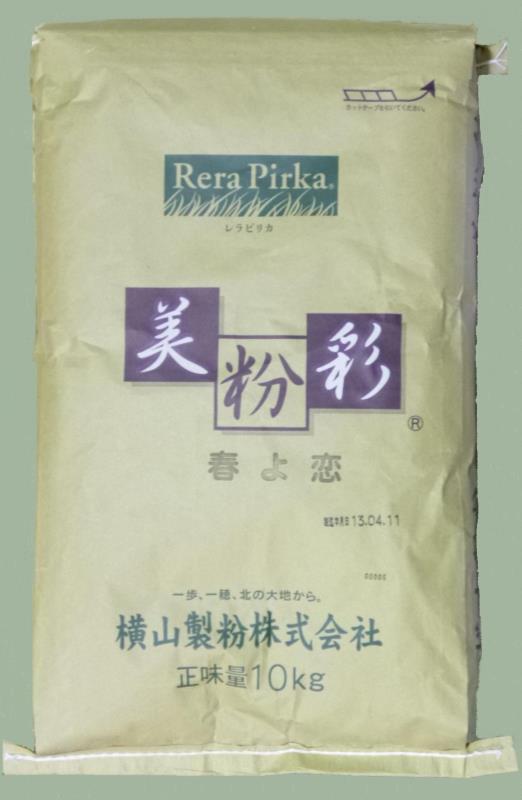 カットテープを引いてください。
Rera Pirka®
レラピリカ
美粉彩®
春よ恋
製造年月日 13.04.11
00000
一歩、一穂、北の大地から。
横山製粉株式会社
正味量10kg